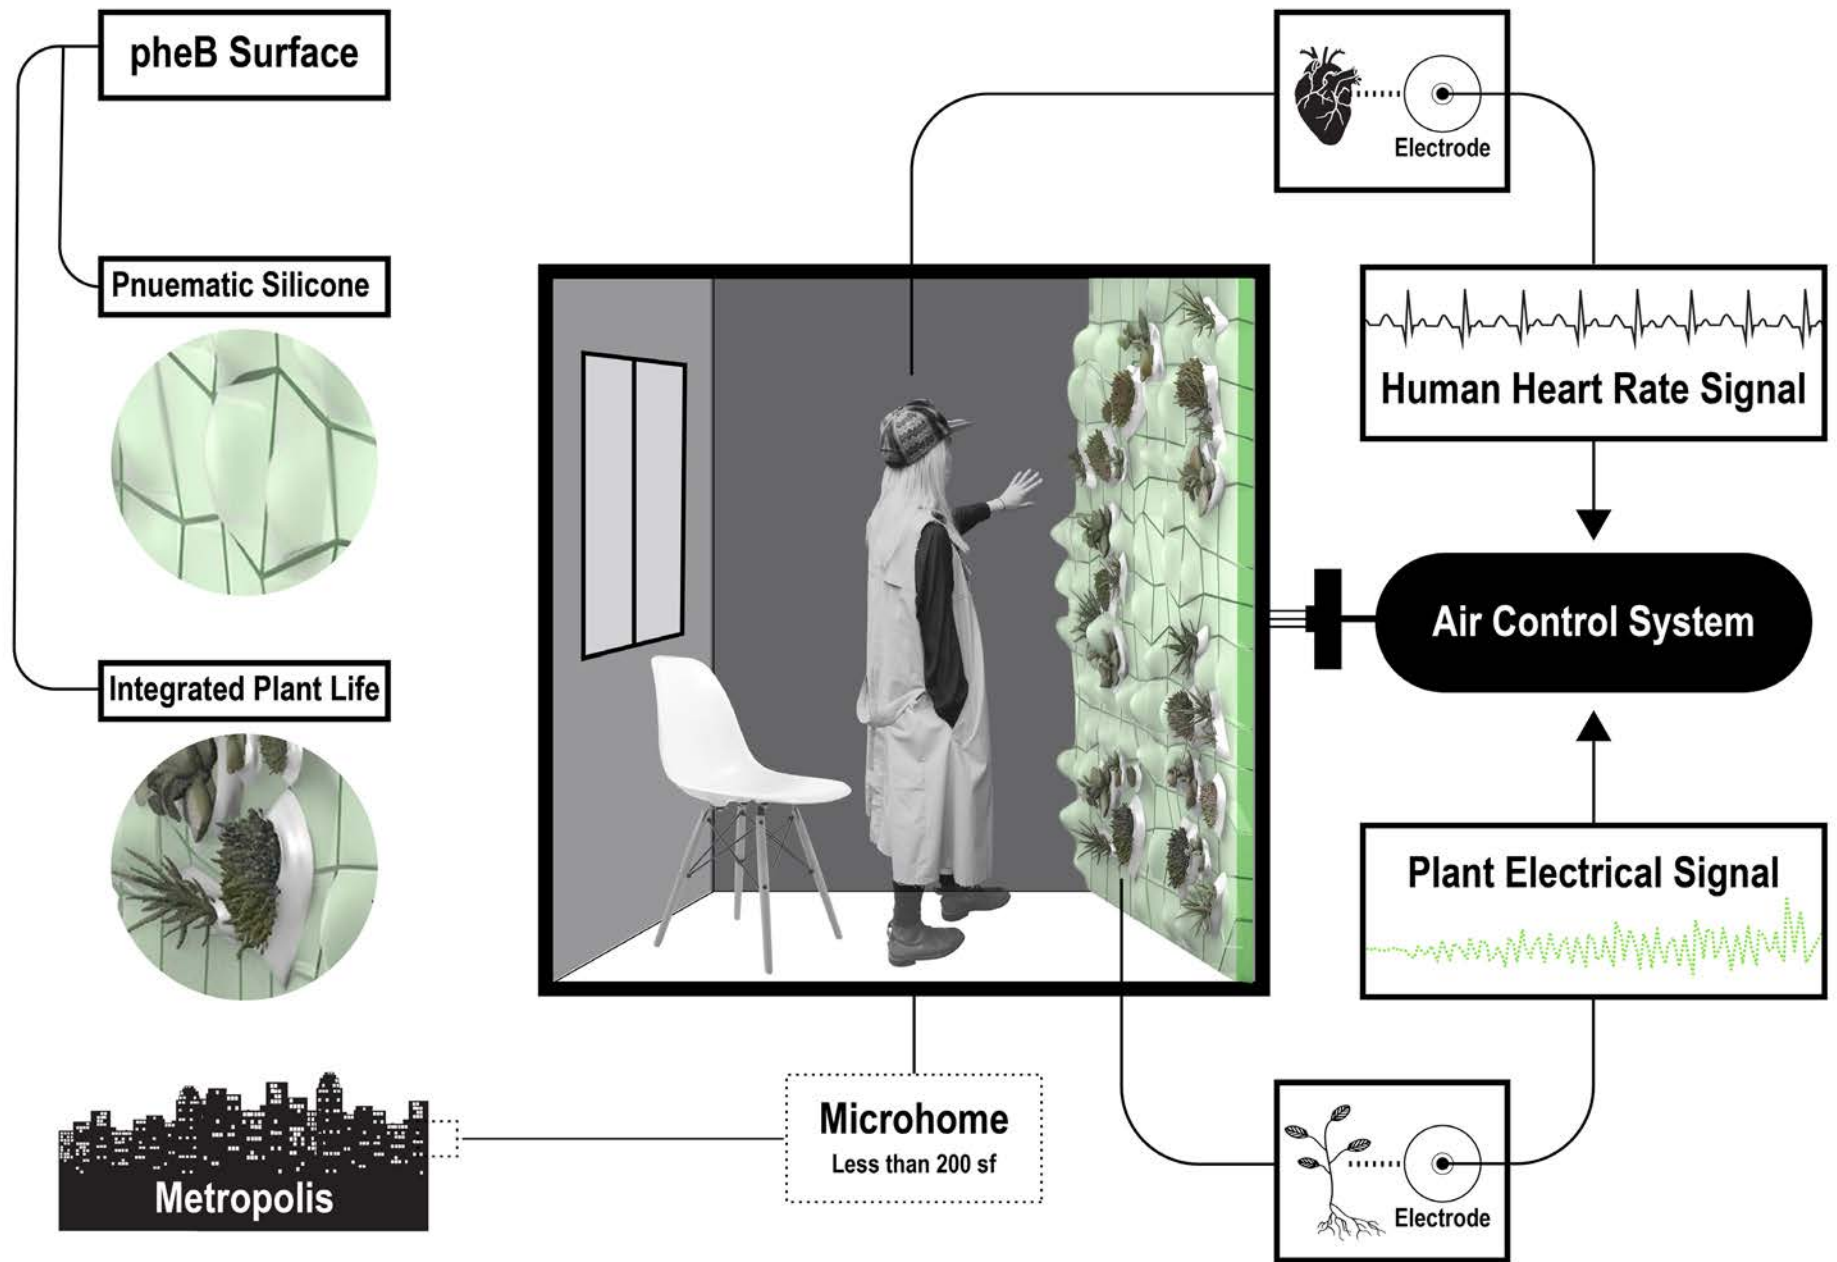 pheB Surface
Pnuematic Silicone
Integrated Plant Life
Metropolis
Microhome
Less than 200 sf
Electrode
Human Heart Rate Signal
Air Control System
Plant Electrical Signal
Electrode